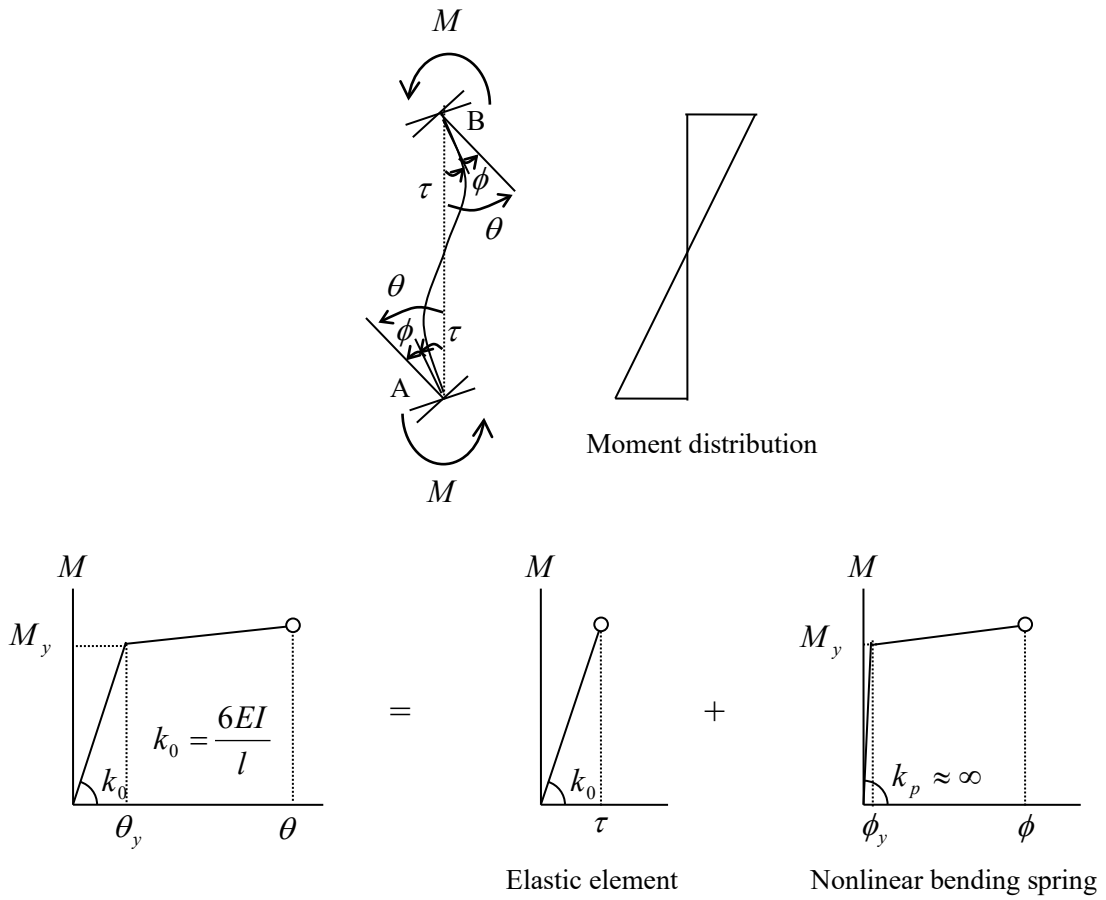 M
B
τ
ϕ
θ
θ
ϕ
τ
A
Moment distribution
M
M
M
M
M_y
M_y
k_0 = 6EI/l
=
+
k_0
k_0
k_p ≈ ∞
θ_y
θ
τ
ϕ_y
ϕ
Elastic element
Nonlinear bending spring